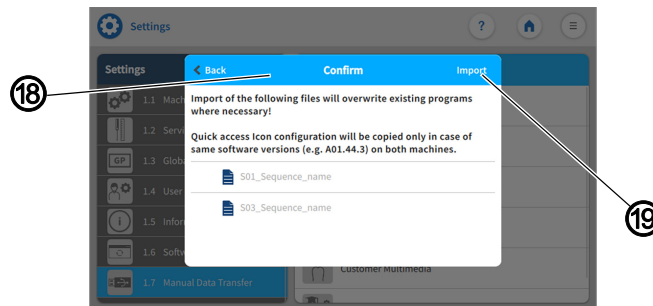 Settings
?
Settings
Back
Confirm
Import
18
1.1 Mach
Import of the following files will overwrite existing programs
where necessary!
1.2 Servi
Quick access Icon configuration will be copied only in case of
same software versions (e.g. A01.44.3) on both machines.
GP
1.3 Globa
S01_Sequence_name
1.4 User
S03_Sequence_name
19
1.5 Inform
1.6 Softw
Customer Multimedia
1.7 Manual Data Transfer